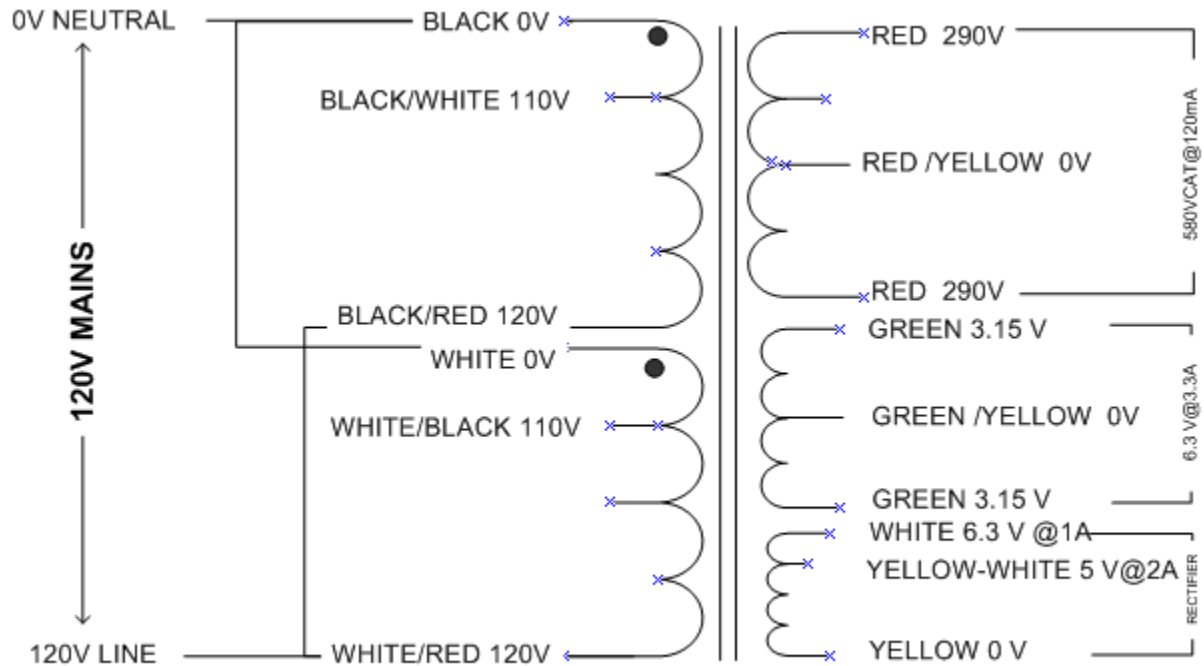 0V NEUTRAL
BLACK 0V
BLACK/WHITE 110V
BLACK/RED 120V
WHITE 0V
WHITE/BLACK 110V
WHITE/RED 120V
120V MAINS
120V LINE
RED 290V
RED /YELLOW 0V
RED 290V
580VCAT@120mA
GREEN 3.15 V
GREEN /YELLOW 0V
GREEN 3.15 V
6.3 V@3.3A
WHITE 6.3 V @1A
YELLOW-WHITE 5 V@2A
YELLOW 0 V
RECTIFIER